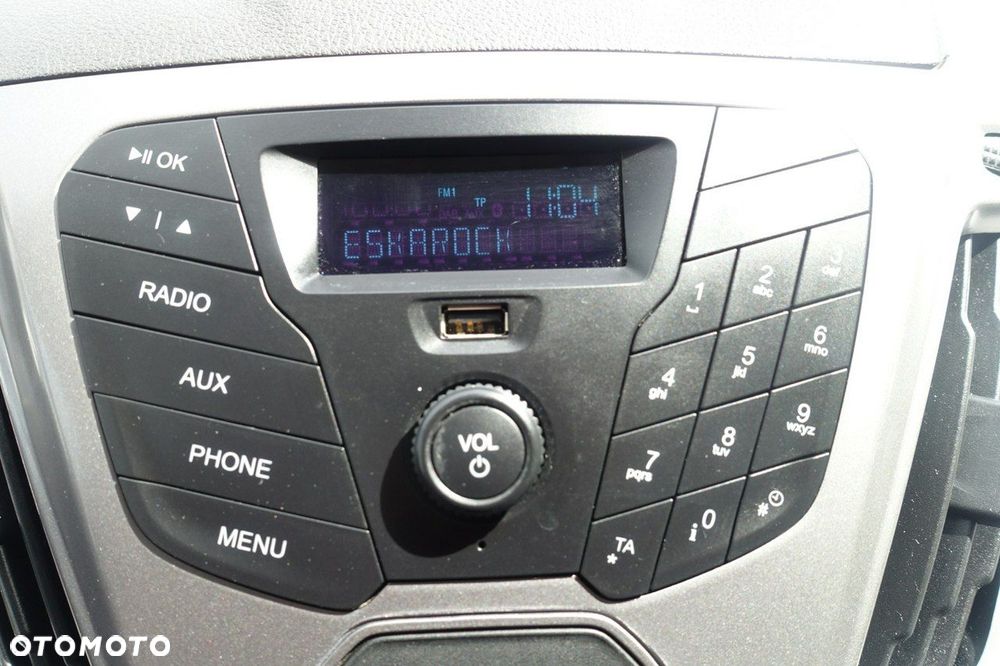 ▶II OK
▼ | ▲
RADIO
AUX
PHONE
MENU
FM1
TP
11:04
ESKAROCK
VOL
1
2
abc
3
def
4
ghi
5
jkl
6
mno
7
pqrs
8
tuv
9
wxyz
TA
*
i 0
*
OTOMOTO